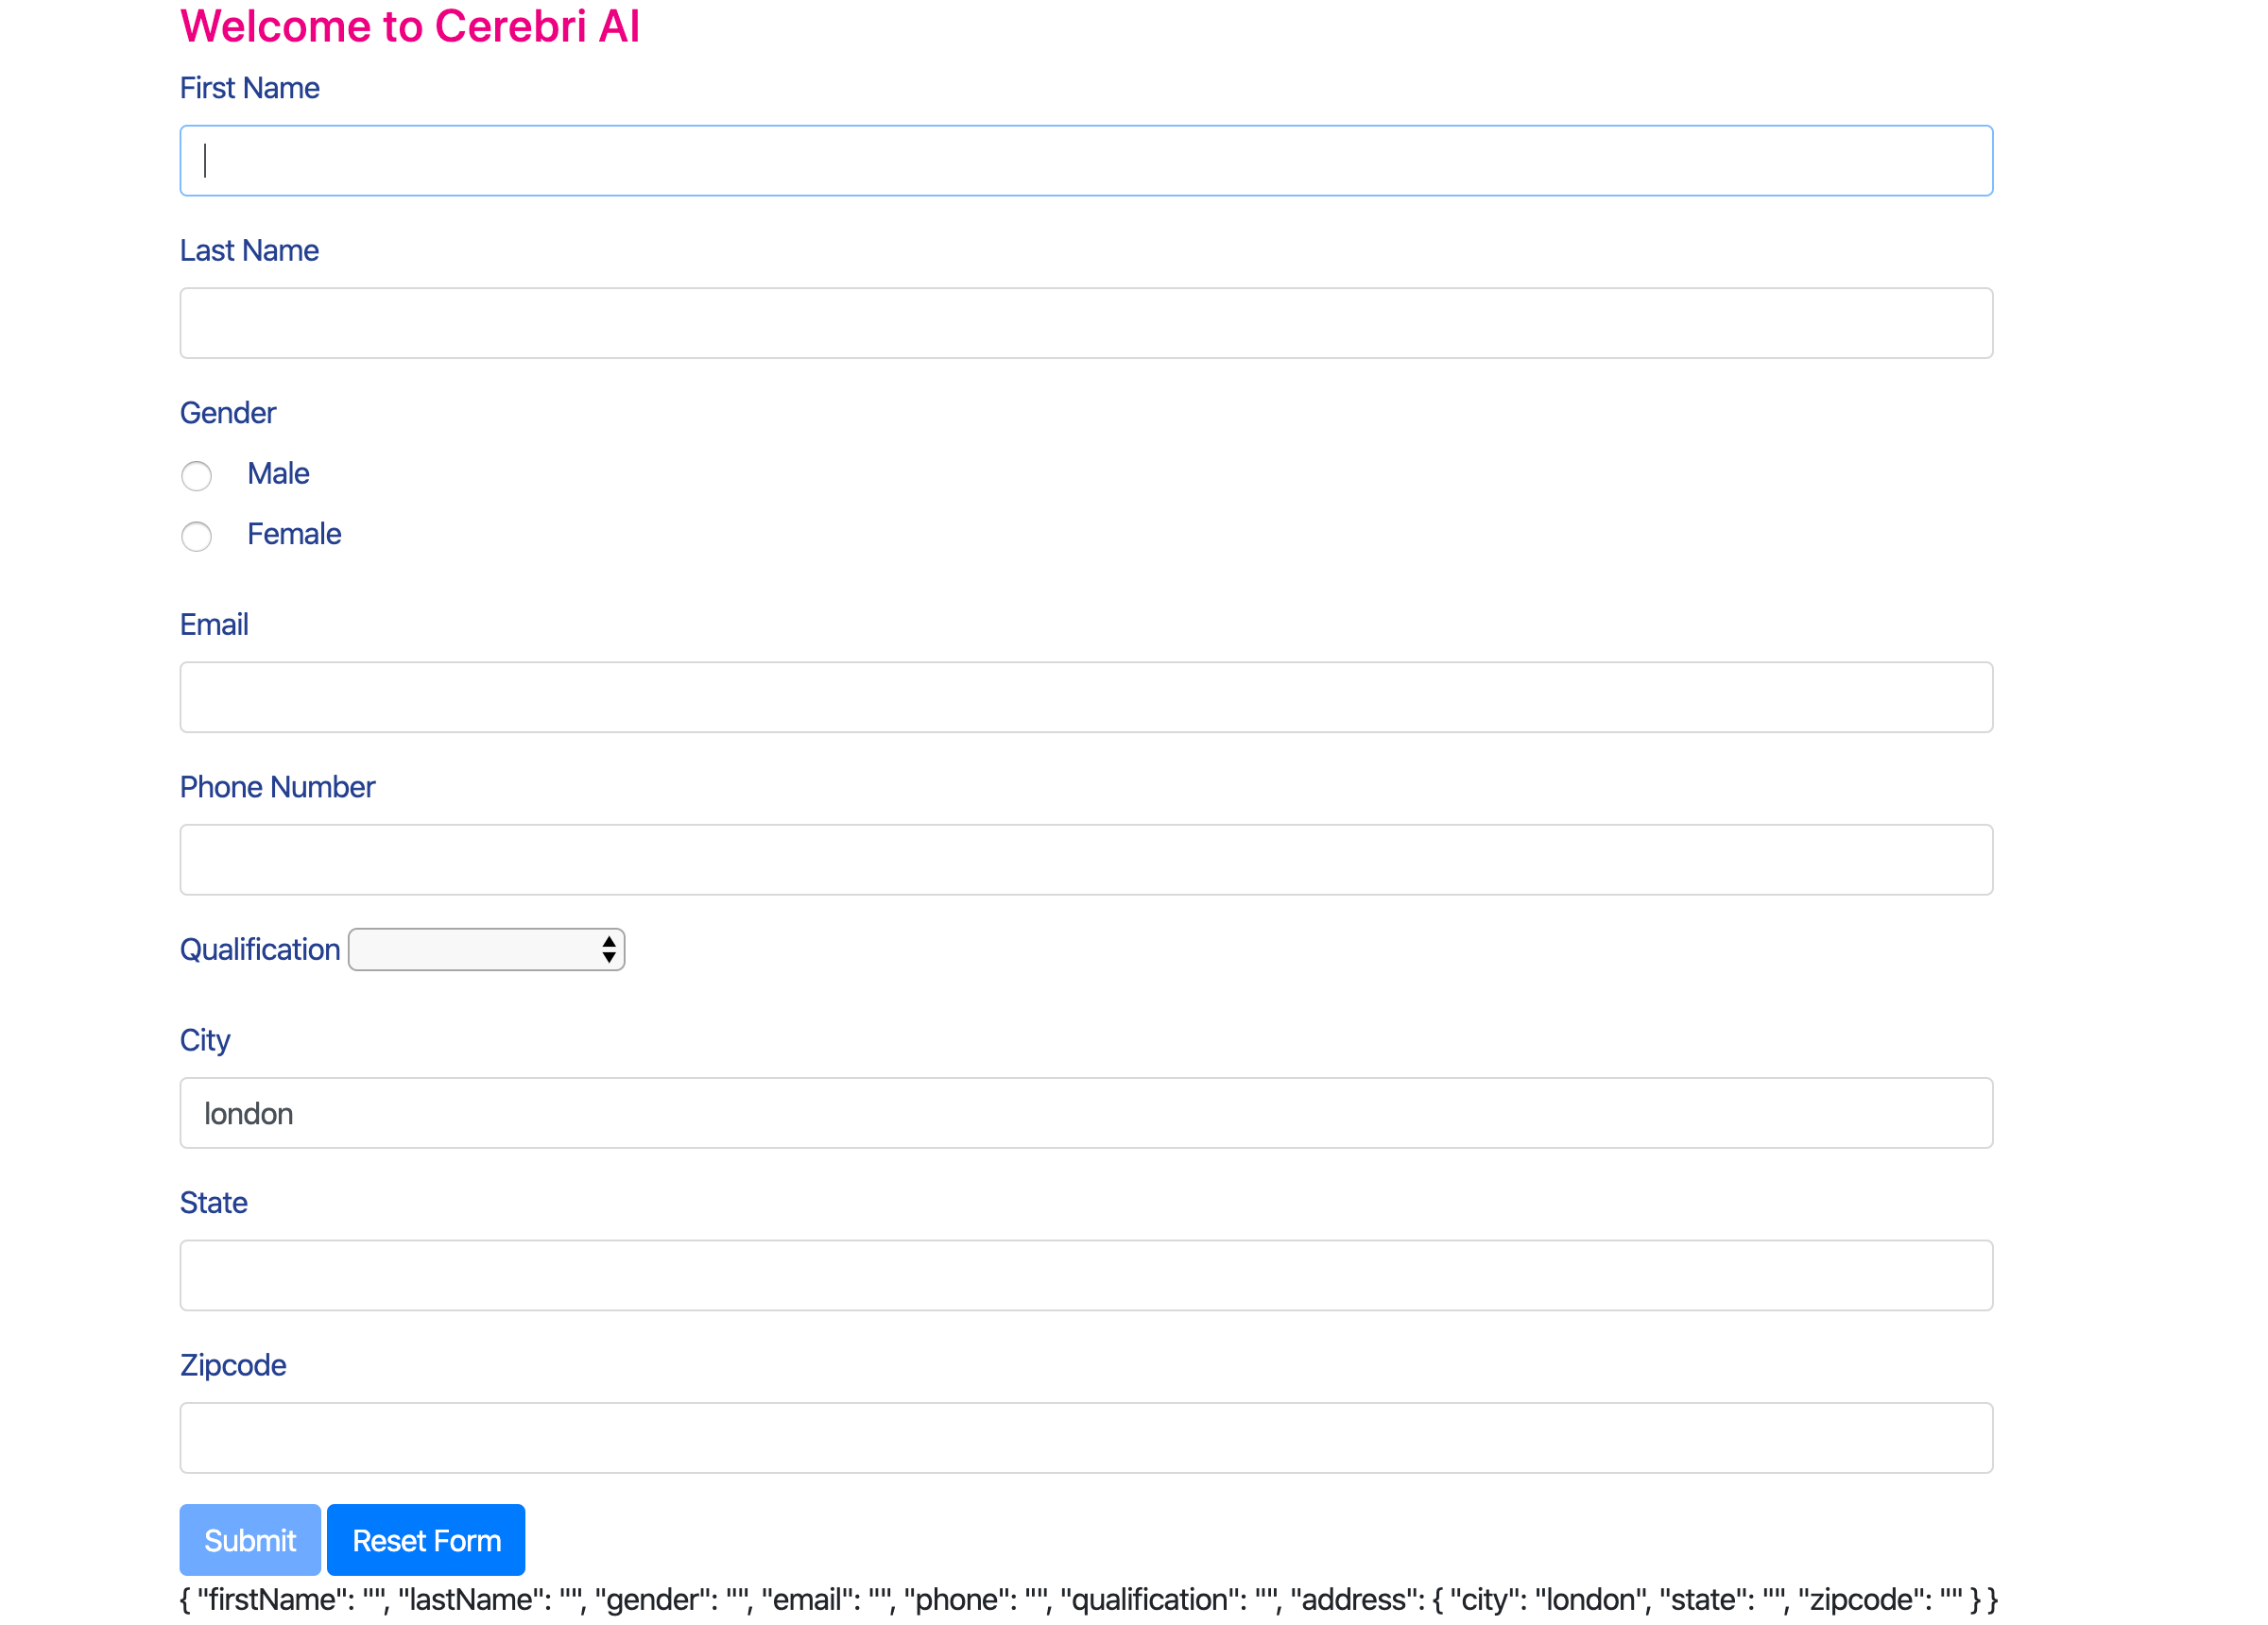 Welcome to Cerebri AI
First Name
Last Name
Gender
Male
Female
Email
Phone Number
Qualification
City
london
State
Zipcode
Submit Reset Form
{ "firstName": "", "lastName": "", "gender": "", "email": "", "phone": "", "qualification": "", "address": { "city": "london", "state": "", "zipcode": "" } }